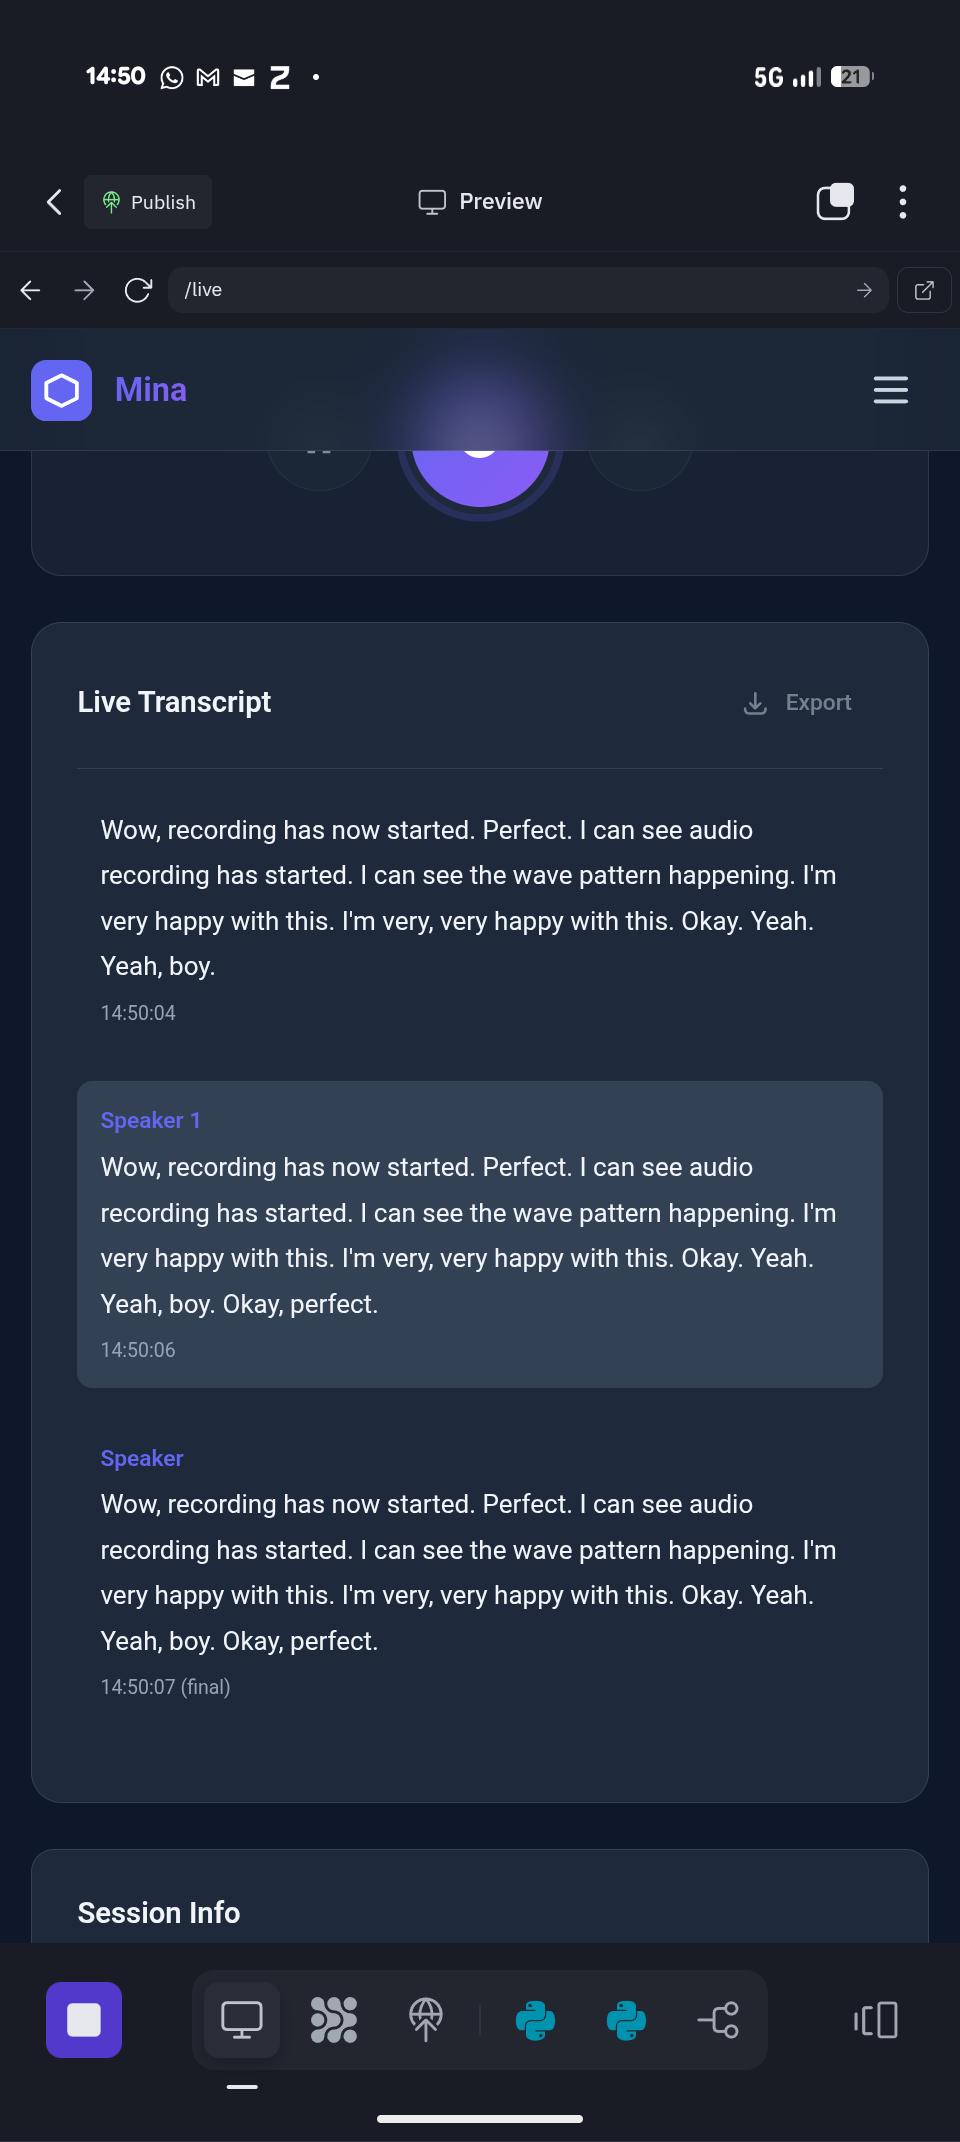 14:50
5G
21
Publish
Preview
/live
Mina
Live Transcript
Export
Wow, recording has now started. Perfect. I can see audio
recording has started. I can see the wave pattern happening. I'm
very happy with this. I'm very, very happy with this. Okay. Yeah.
Yeah, boy.
14:50:04
Speaker 1
Wow, recording has now started. Perfect. I can see audio
recording has started. I can see the wave pattern happening. I'm
very happy with this. I'm very, very happy with this. Okay. Yeah.
Yeah, boy. Okay, perfect.
14:50:06
Speaker
Wow, recording has now started. Perfect. I can see audio
recording has started. I can see the wave pattern happening. I'm
very happy with this. I'm very, very happy with this. Okay. Yeah.
Yeah, boy. Okay, perfect.
14:50:07 (final)
Session Info